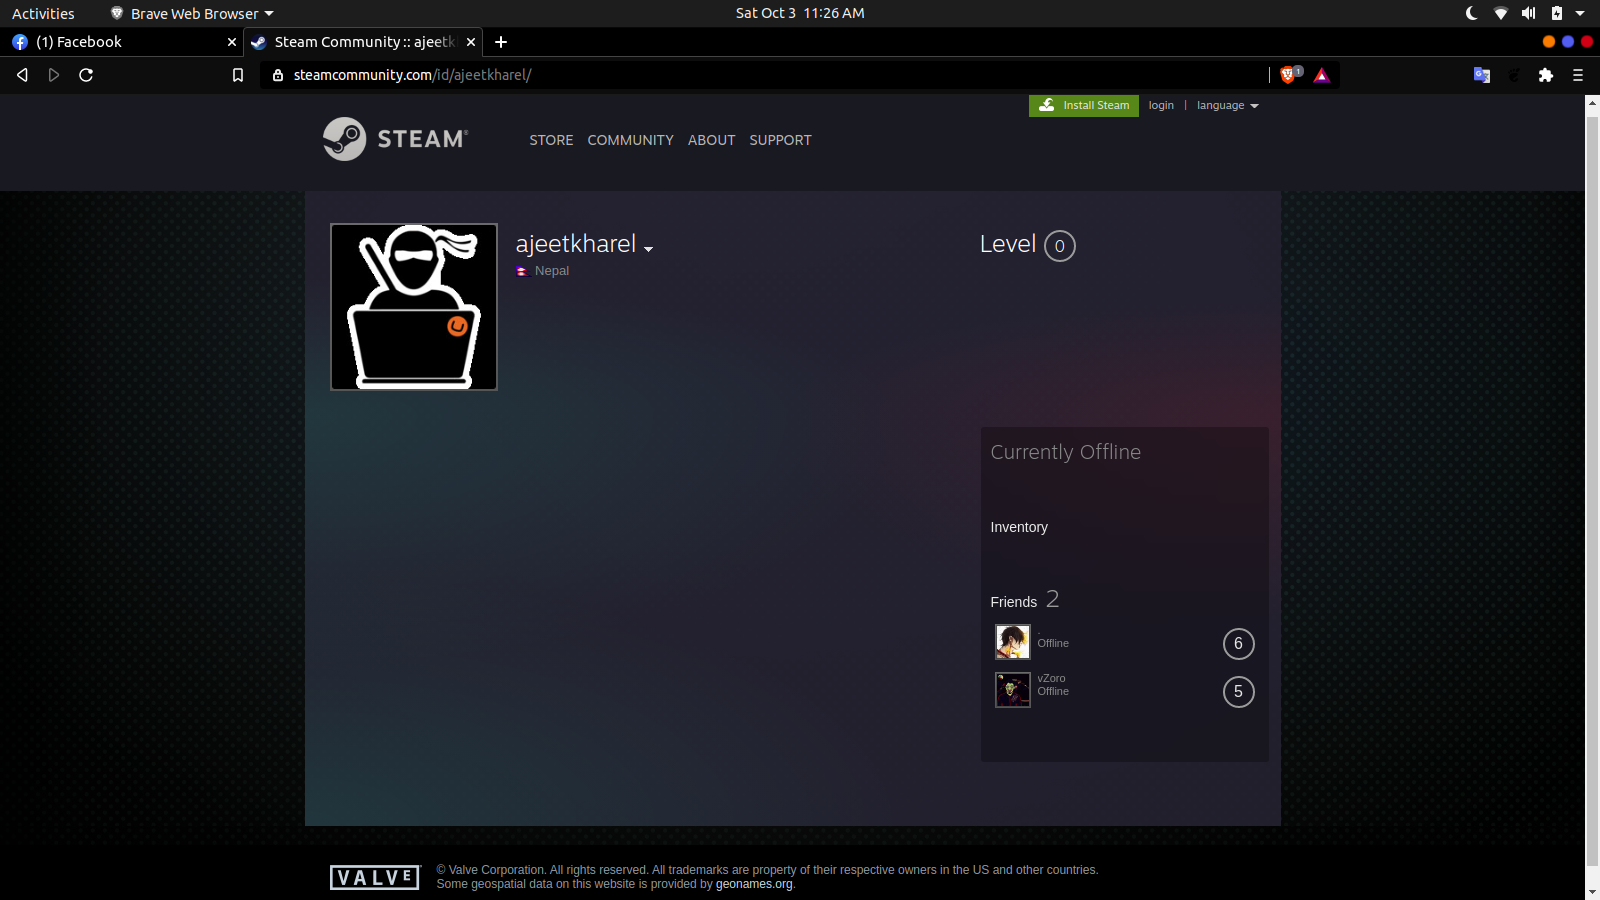 Activities
Brave Web Browser
Sat Oct 3 11:26 AM
(1) Facebook
Steam Community :: ajeetk
steamcommunity.com/id/ajeetkharel/
1
Install Steam
login | language
STEAM®
STORE COMMUNITY ABOUT SUPPORT
ajeetkharel
Nepal
Level 0
Currently Offline
Inventory
Friends 2
.
Offline
6
vZoro
Offline
5
VALVE
© Valve Corporation. All rights reserved. All trademarks are property of their respective owners in the US and other countries.
Some geospatial data on this website is provided by geonames.org.